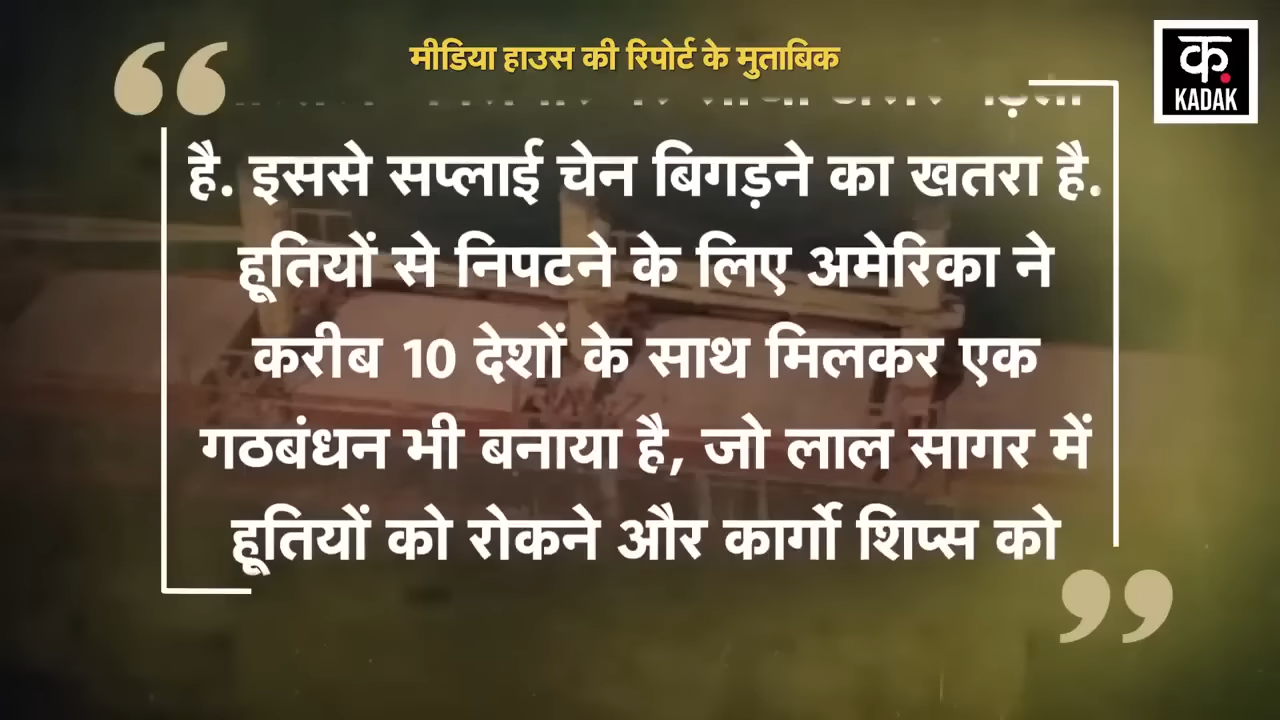 मीडिया हाउस की रिपोर्ट के मुताबिक
क
KADAK
है. इससे सप्लाई चेन बिगड़ने का खतरा है.
हूतियों से निपटने के लिए अमेरिका ने
करीब 10 देशों के साथ मिलकर एक
गठबंधन भी बनाया है, जो लाल सागर में
हूतियों को रोकने और कार्गो शिप्स को